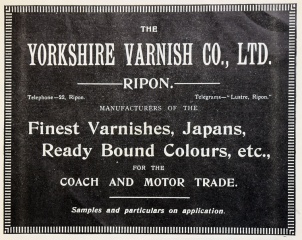 THE
YORKSHIRE VARNISH CO., LTD.
RIPON.
Telephone—22, Ripon. Telegrams—"Lustre, Ripon."
MANUFACTURERS OF THE
Finest Varnishes, Japans,
Ready Bound Colours, etc.,
FOR THE
COACH AND MOTOR TRADE.
Samples and particulars on application.